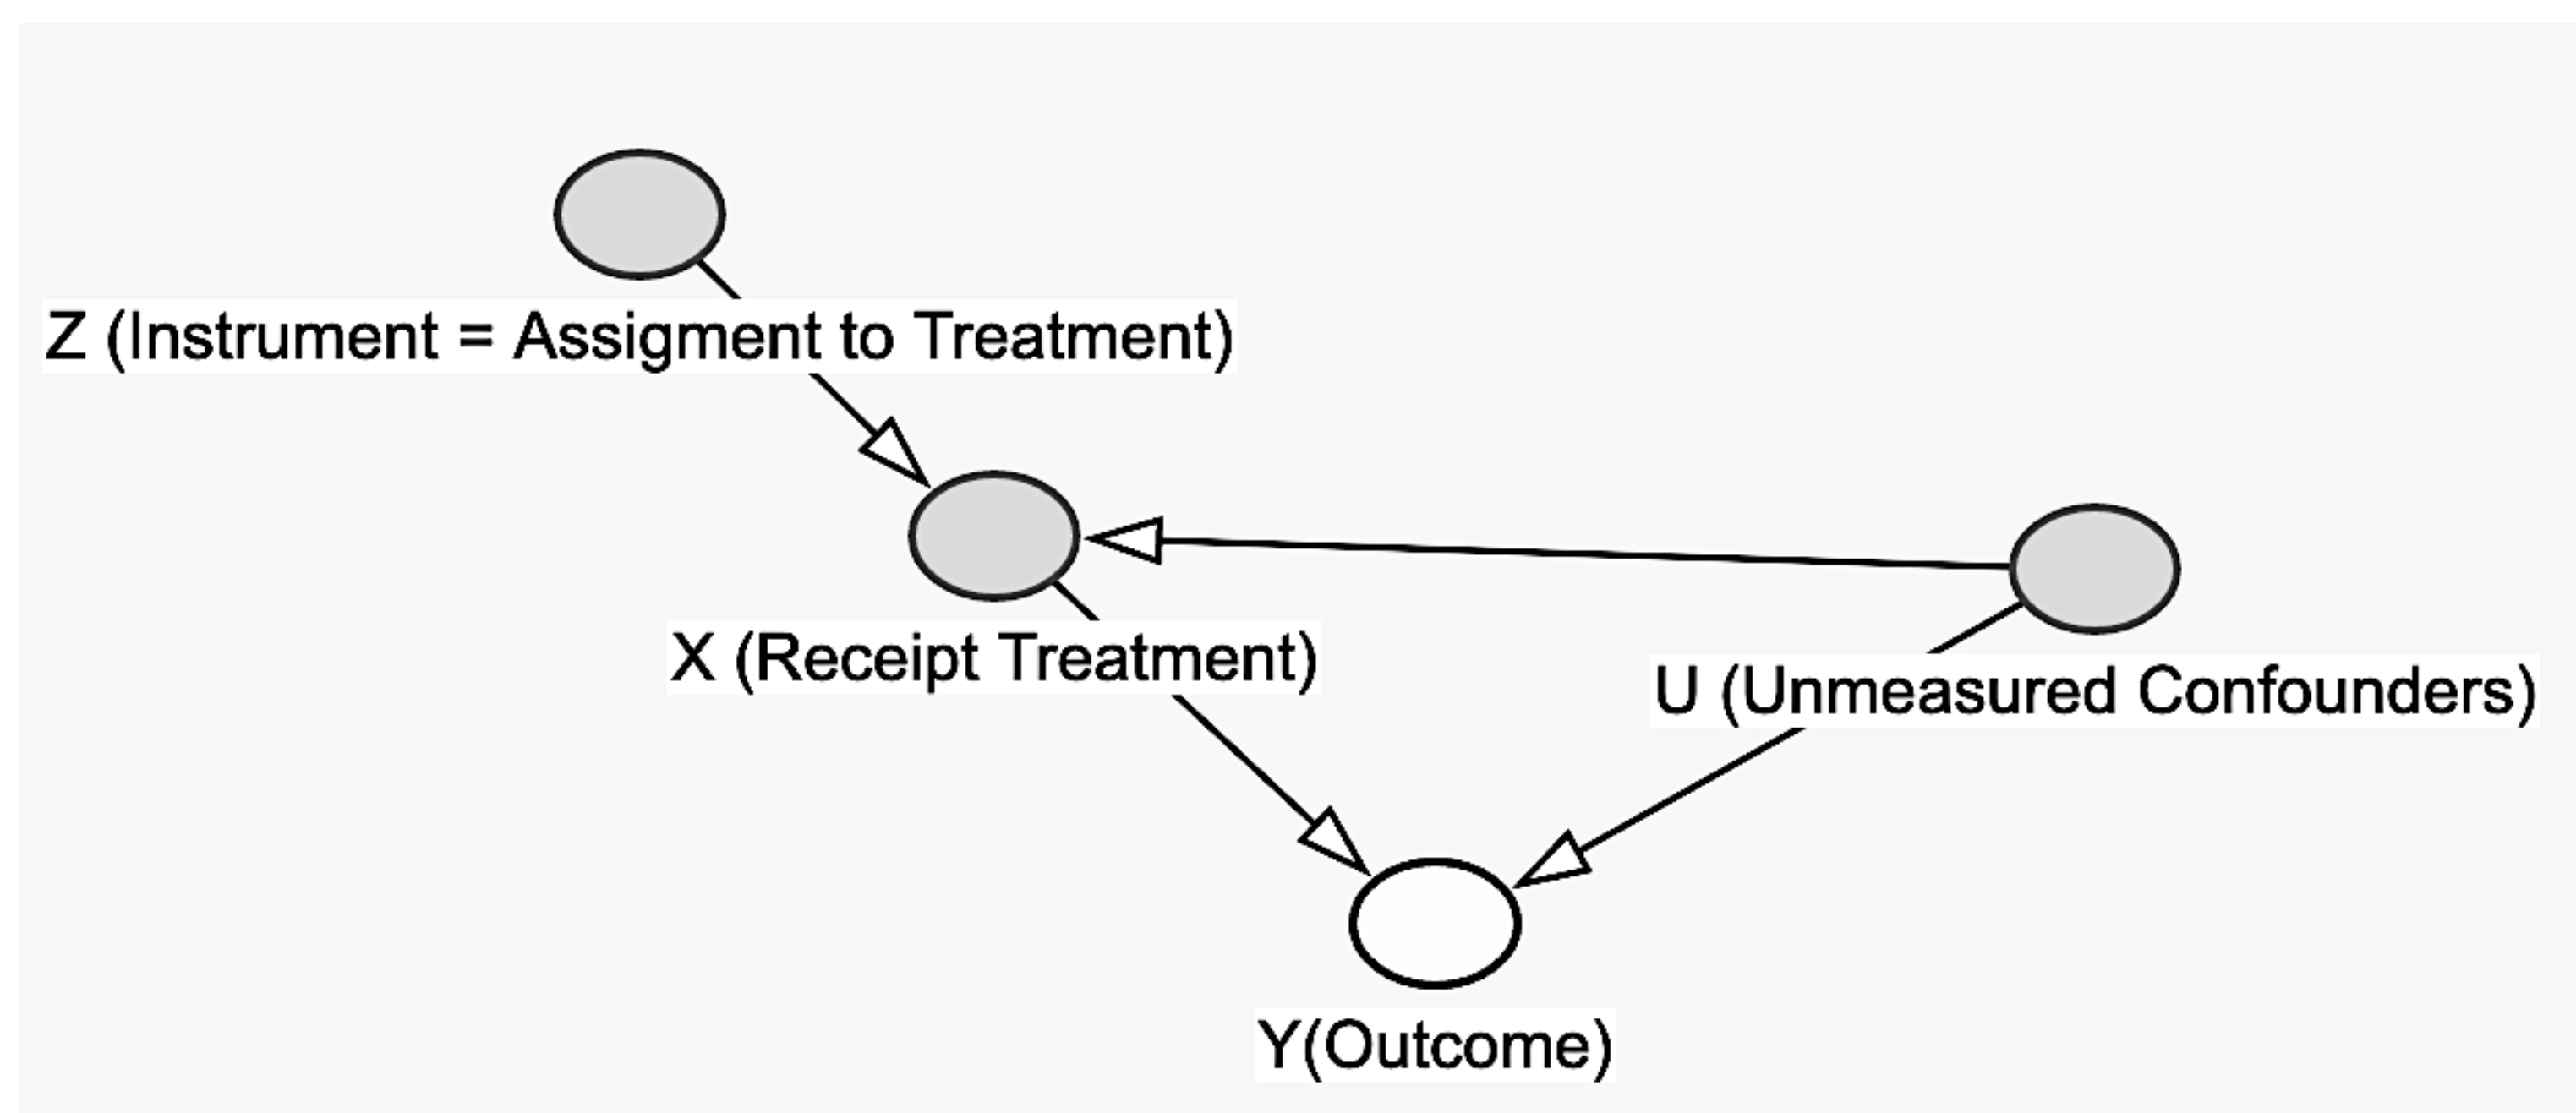 Z (Instrument = Assigment to Treatment)
X (Receipt Treatment)
U (Unmeasured Confounders)
Y(Outcome)